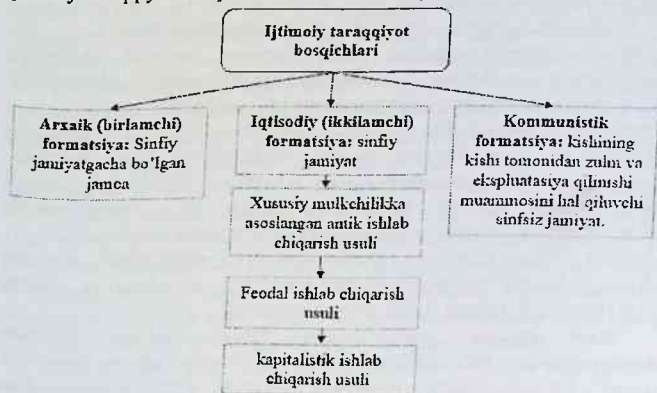 Ijtimoiy taraqqiyot
bosqichlari
Arxaik (birlamchi)
formatsiya: Sinfiy
jamiyatgacha bo'lgan
jamoa
Iqtisodiy (ikkilamchi)
formatsiya: sinfiy
jamiyat
Kommunistik
formatsiya: kishining
kishi tomonidan zulm va
ekspluatasiya qilinishi
muammosini hal qiluvchi
sinfsiz jamiyat.
Xususiy mulkchilikka
asoslangan antik ishlab
chiqarish usuli
Feodal ishlab chiqarish
usuli
kapitalistik ishlab
chiqarish usuli